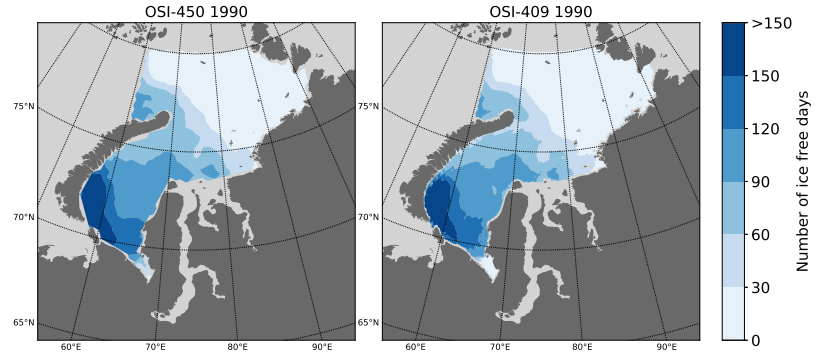 OSI-450 1990
OSI-409 1990
75°N
70°N
65°N
60°E
70°E
80°E
90°E
75°N
70°N
65°N
60°E
70°E
80°E
90°E
>150
150
120
90
60
30
0
Number of ice free days